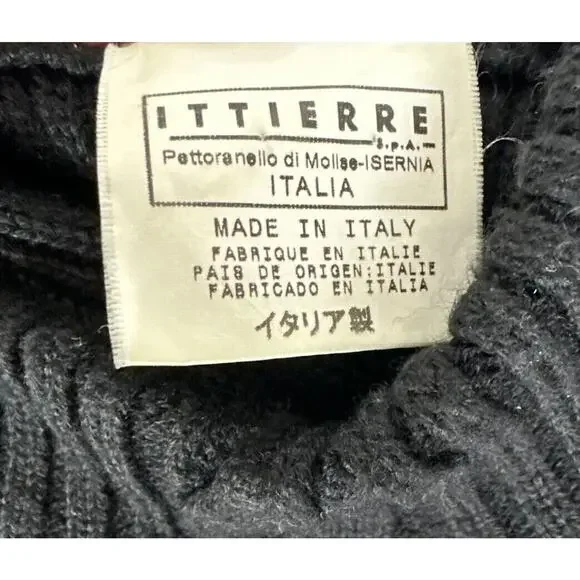 ITTIERRE
S.p.A.
Pettoranello di Molise-ISERNIA
ITALIA
MADE IN ITALY
FABRIQUE EN ITALIE
PAIS DE ORIGEN:ITALIE
FABRICADO EN ITALIA
イタリア製